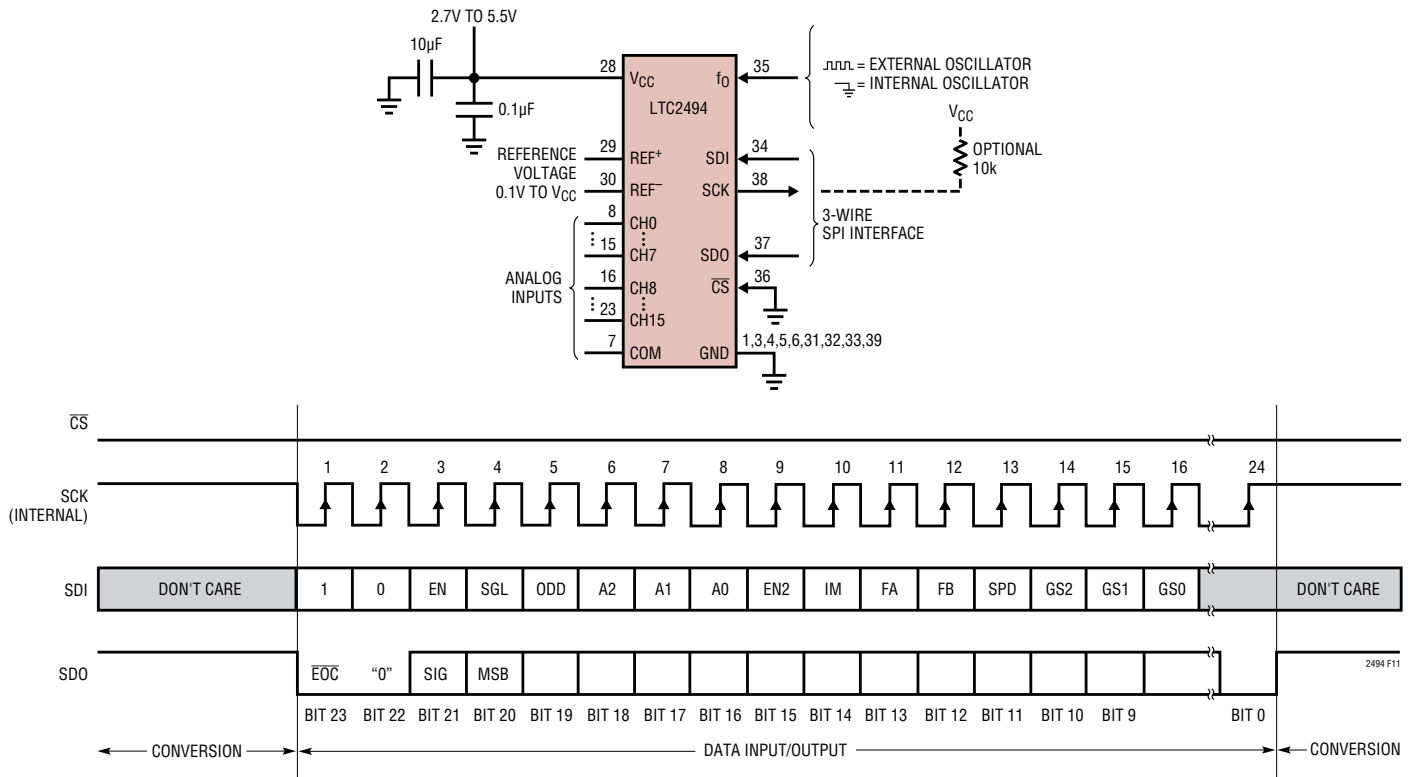 2.7V TO 5.5V
10µF
0.1µF
28
VCC
fO
35
LTC2494
= EXTERNAL OSCILLATOR
= INTERNAL OSCILLATOR
VCC
OPTIONAL
10k
REFERENCE
VOLTAGE
0.1V TO VCC
29
REF+
30
REF–
SDI
34
SCK
38
3-WIRE
SPI INTERFACE
SDO
37
CS
36
ANALOG
INPUTS
8
CH0
15
CH7
16
CH8
23
CH15
7
COM
GND
1,3,4,5,6,31,32,33,39
CS
1 2 3 4 5 6 7 8 9 10 11 12 13 14 15 16 24
SCK
(INTERNAL)
SDI DON'T CARE 1 0 EN SGL ODD A2 A1 A0 EN2 IM FA FB SPD GS2 GS1 GS0 DON'T CARE
SDO EOC “0” SIG MSB
2494 F11
BIT 23 BIT 22 BIT 21 BIT 20 BIT 19 BIT 18 BIT 17 BIT 16 BIT 15 BIT 14 BIT 13 BIT 12 BIT 11 BIT 10 BIT 9 BIT 0
CONVERSION DATA INPUT/OUTPUT CONVERSION